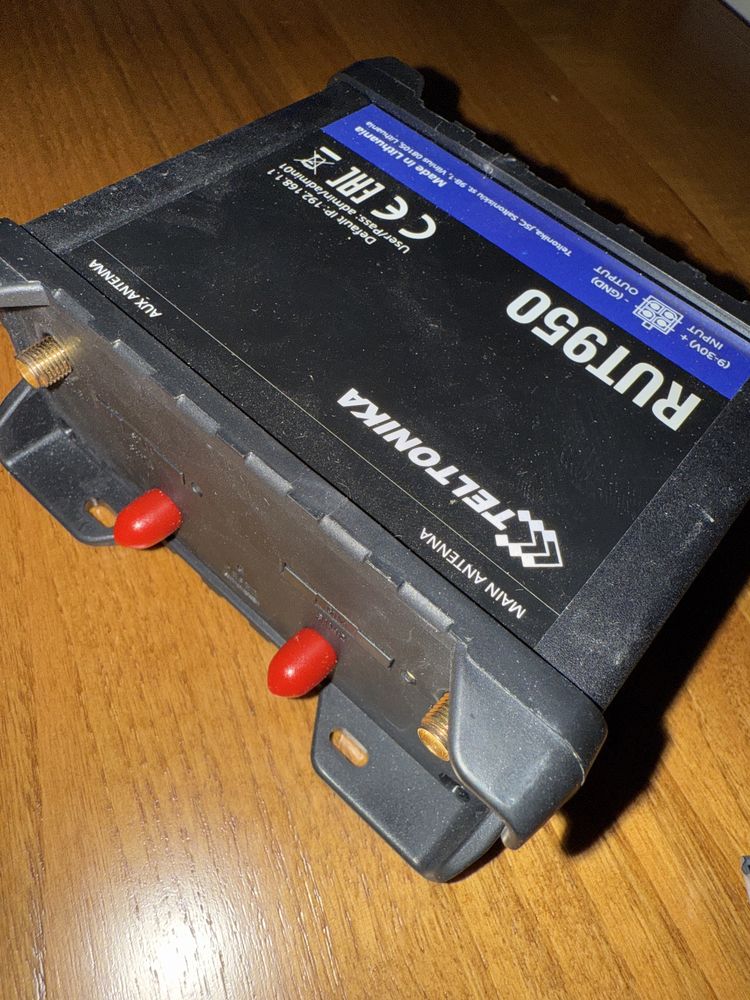 TELTONIKA
RUT950
(9-30V) +
INPUT
- (GND)
OUTPUT
Default IP: 192.168.1.1
User/Pass: admin/admin01
CE EAC
Made in Lithuania
Teltonika, JSC Saltoniskiu st. 9B-1, Vilnius 08105, Lithuania
MAIN ANTENNA
AUX ANTENNA